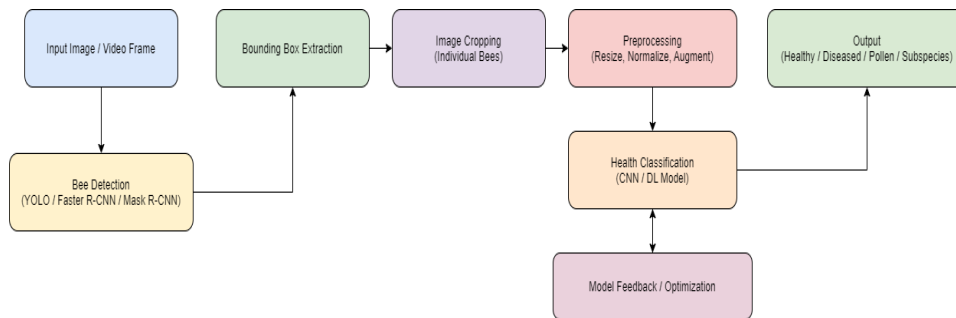 Input Image / Video Frame
Bee Detection
(YOLO / Faster R-CNN / Mask R-CNN)
Bounding Box Extraction
Image Cropping
(Individual Bees)
Preprocessing
(Resize, Normalize, Augment)
Health Classification
(CNN / DL Model)
Model Feedback / Optimization
Output
(Healthy / Diseased / Pollen / Subspecies)